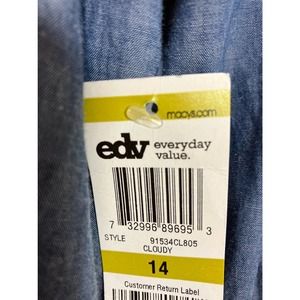 macys.com
edv everyday
value.
7 32996 89695 3
STYLE 91534CL805
CLOUDY
14
Customer Return Label